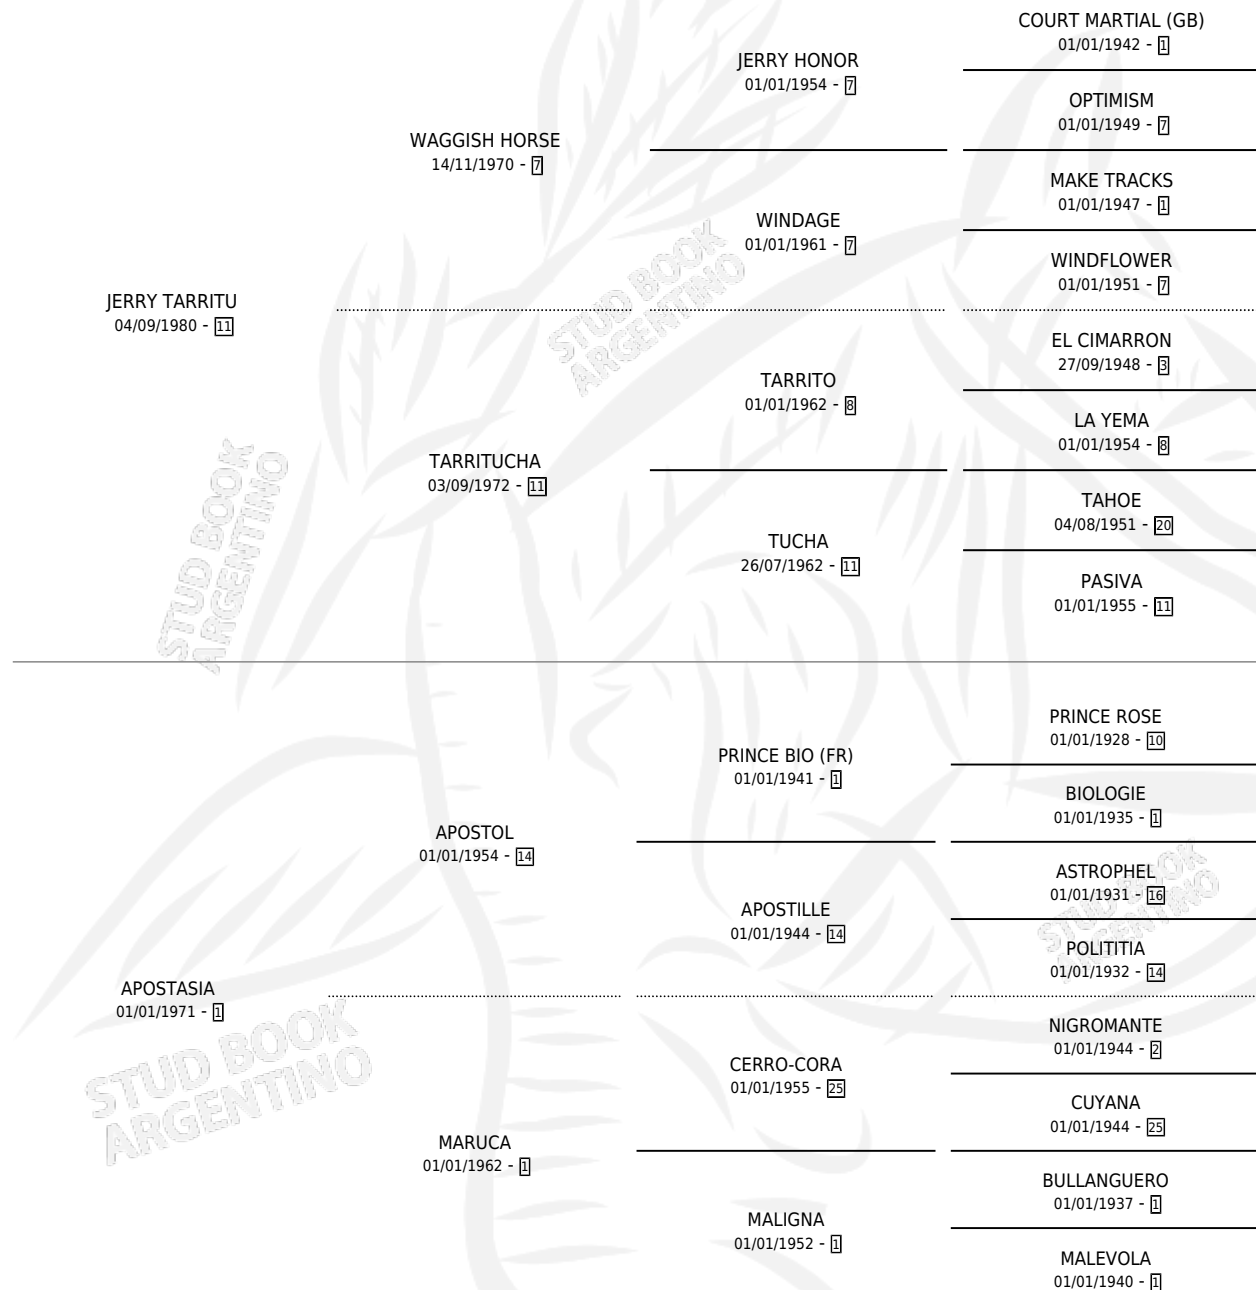 COURT MARTIAL (GB)
01/01/1942 - 1
JERRY HONOR
01/01/1954 - 7
OPTIMISM
01/01/1949 - 7
WAGGISH HORSE
14/11/1970 - 7
MAKE TRACKS
01/01/1947 - 1
WINDAGE
01/01/1961 - 7
WINDFLOWER
01/01/1951 - 7
JERRY TARRITU
04/09/1980 - 11
EL CIMARRON
27/09/1948 - 3
TARRITO
01/01/1962 - 8
LA YEMA
01/01/1954 - 8
TARRITUCHA
03/09/1972 - 11
TAHOE
04/08/1951 - 20
TUCHA
26/07/1962 - 11
PASIVA
01/01/1955 - 11
STUD BOOK
ARGENTINO
STUD BOOK
ARGENTINO
PRINCE ROSE
01/01/1928 - 10
PRINCE BIO (FR)
01/01/1941 - 1
BIOLOGIE
01/01/1935 - 1
APOSTOL
01/01/1954 - 14
ASTROPHEL
01/01/1931 - 16
APOSTILLE
01/01/1944 - 14
POLITITIA
01/01/1932 - 14
STUD BOOK
ARGENTINO
APOSTASIA
01/01/1971 - 1
NIGROMANTE
01/01/1944 - 2
CERRO-CORA
01/01/1955 - 25
CUYANA
01/01/1944 - 25
STUD BOOK
ARGENTINO
MARUCA
01/01/1962 - 1
BULLANGUERO
01/01/1937 - 1
MALIGNA
01/01/1952 - 1
MALEVOLA
01/01/1940 - 1